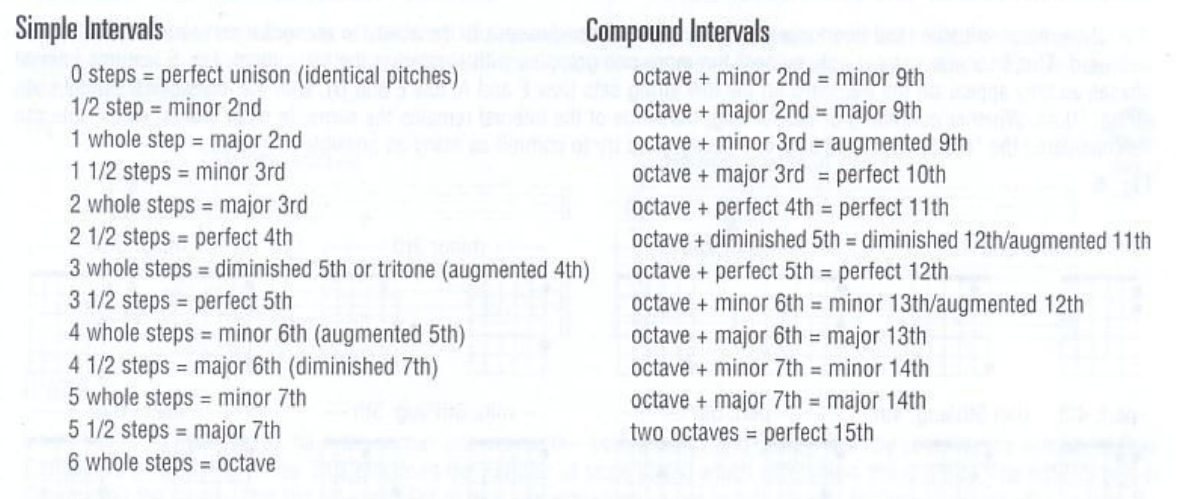 Simple Intervals
0 steps = perfect unison (identical pitches)
1/2 step = minor 2nd
1 whole step = major 2nd
1 1/2 steps = minor 3rd
2 whole steps = major 3rd
2 1/2 steps = perfect 4th
3 whole steps = diminished 5th or tritone (augmented 4th)
3 1/2 steps = perfect 5th
4 whole steps = minor 6th (augmented 5th)
4 1/2 steps = major 6th (diminished 7th)
5 whole steps = minor 7th
5 1/2 steps = major 7th
6 whole steps = octave
Compound Intervals
octave + minor 2nd = minor 9th
octave + major 2nd = major 9th
octave + minor 3rd = augmented 9th
octave + major 3rd = perfect 10th
octave + perfect 4th = perfect 11th
octave + diminished 5th = diminished 12th/augmented 11th
octave + perfect 5th = perfect 12th
octave + minor 6th = minor 13th/augmented 12th
octave + major 6th = major 13th
octave + minor 7th = minor 14th
octave + major 7th = major 14th
two octaves = perfect 15th